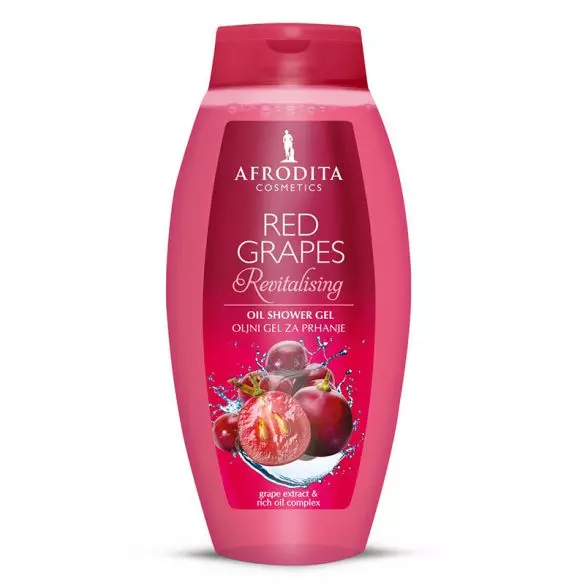 AFRODITA
COSMETICS
RED
GRAPES
Revitalising
OIL SHOWER GEL
OLJNI GEL ZA PRHANJE
grape extract &
rich oil complex